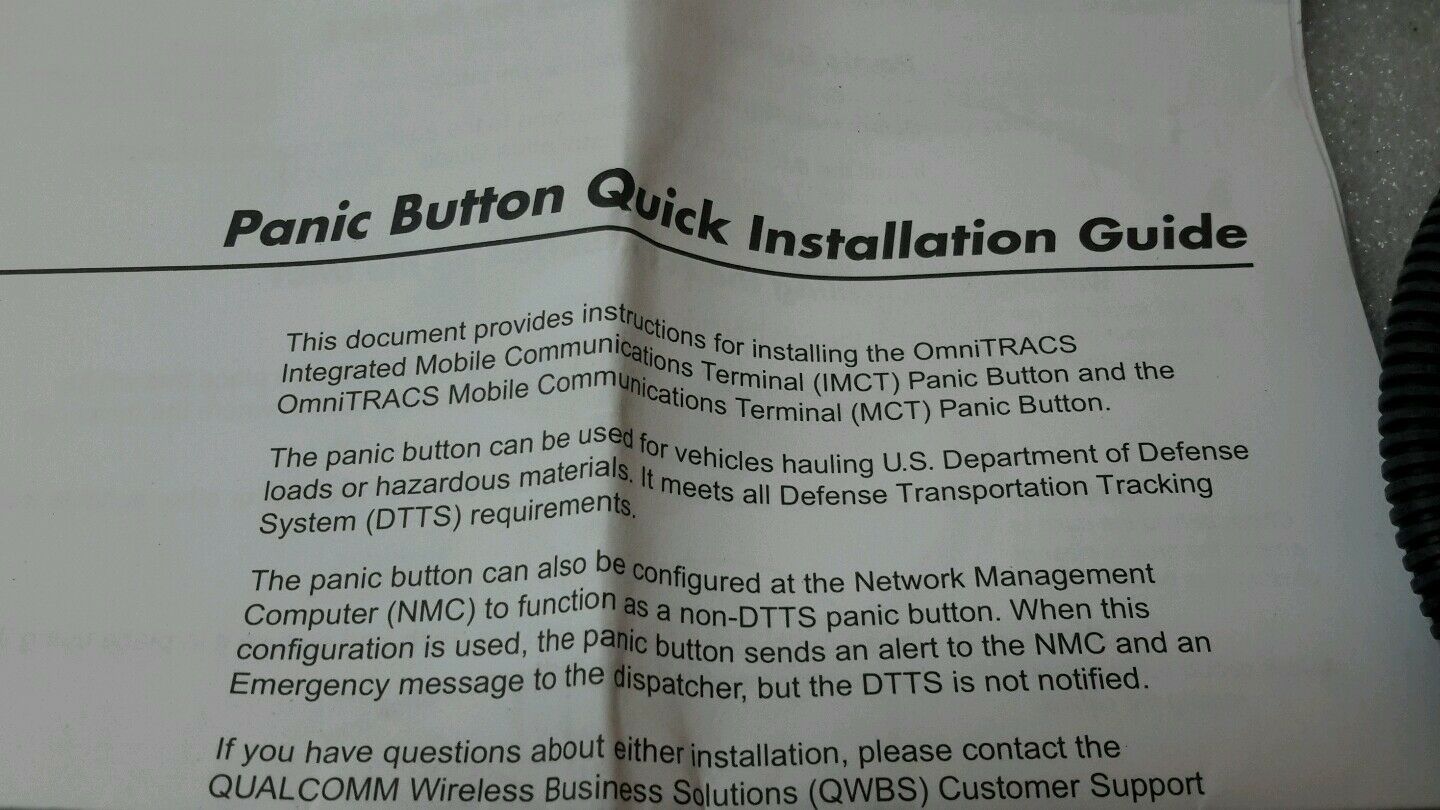 Panic Button Quick Installation Guide
This document provides instructions for installing the OmniTRACS
Integrated Mobile Communications Terminal (IMCT) Panic Button and the
OmniTRACS Mobile Communications Terminal (MCT) Panic Button.
The panic button can be used for vehicles hauling U.S. Department of Defense
loads or hazardous materials. It meets all Defense Transportation Tracking
System (DTTS) requirements.
The panic button can also be configured at the Network Management
Computer (NMC) to function as a non-DTTS panic button. When this
configuration is used, the panic button sends an alert to the NMC and an
Emergency message to the dispatcher, but the DTTS is not notified.
If you have questions about either installation, please contact the
QUALCOMM Wireless Business Solutions (QWBS) Customer Support